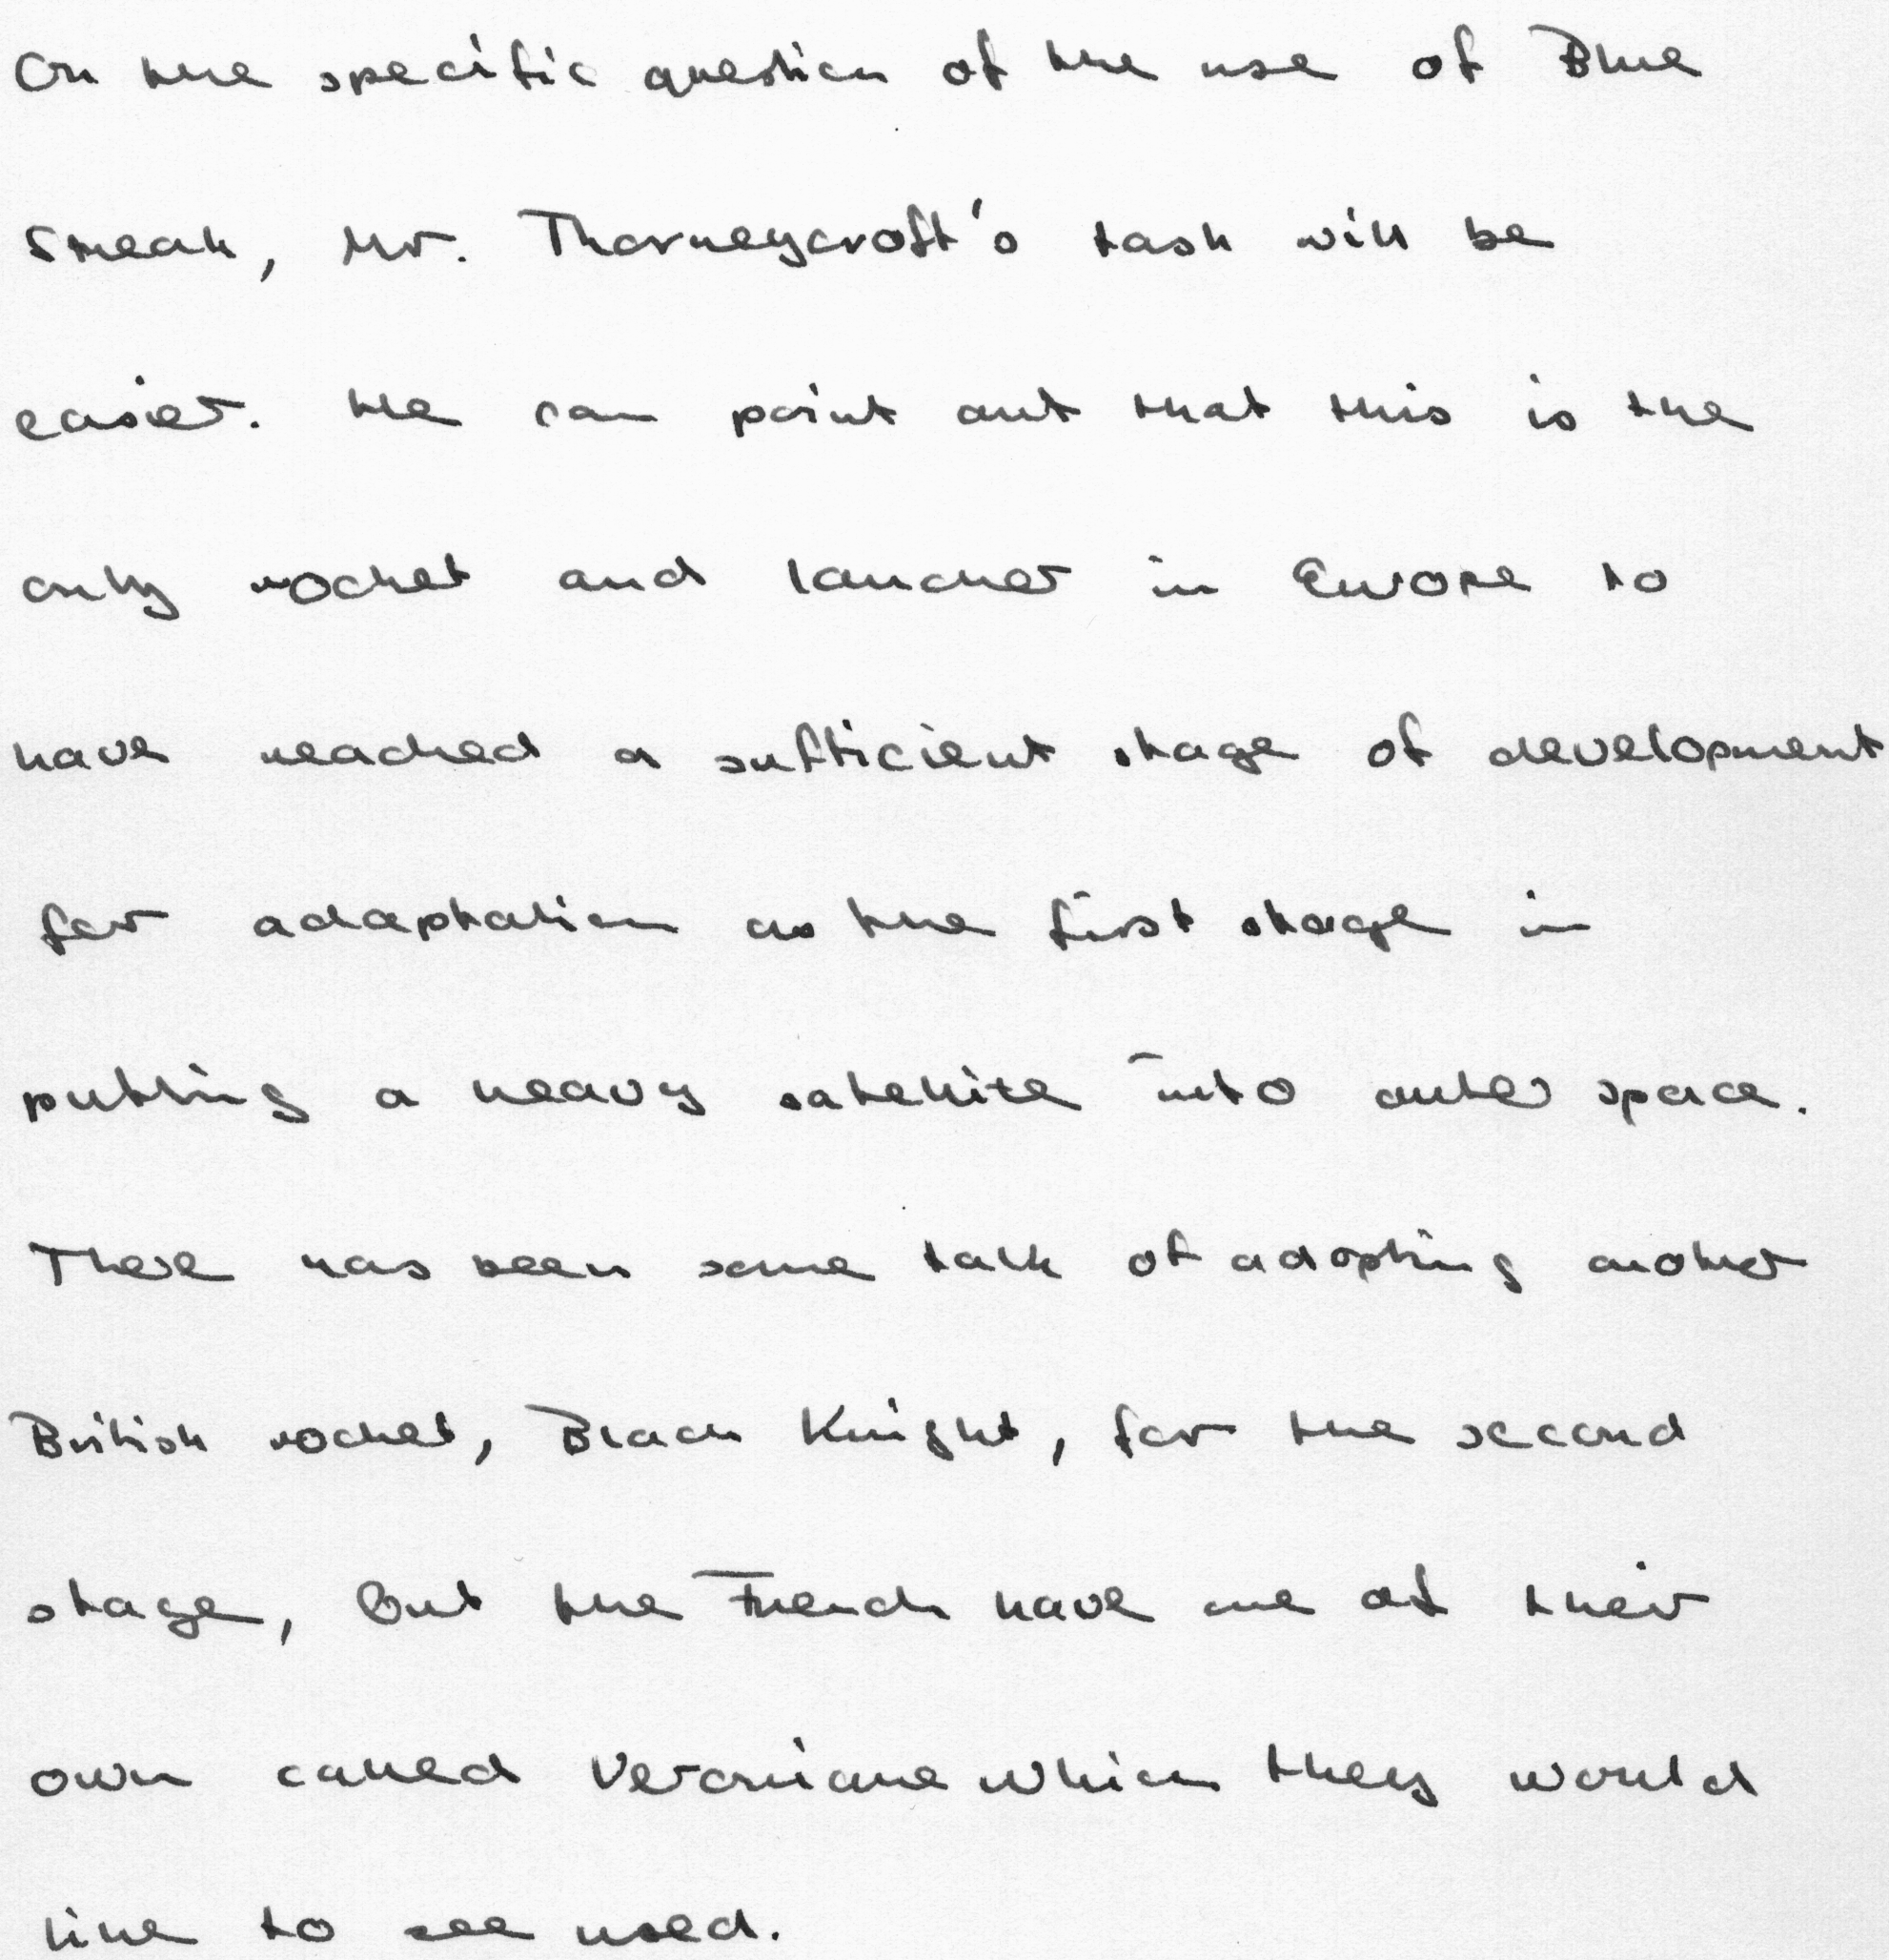 On the specific question of the use of Blue
Streak, Mr. Thorneycroft's task will be
easier. He can point out that this is the
only rocket and launcher in Europe to
have reached a sufficient stage of development
for adaptation as the first stage in
putting a heavy satellite into outer space.
There has been some talk of adopting another
British rocket, Black Knight, for the second
stage, but the French have one of their
own called Veronique which they would
like to see used.